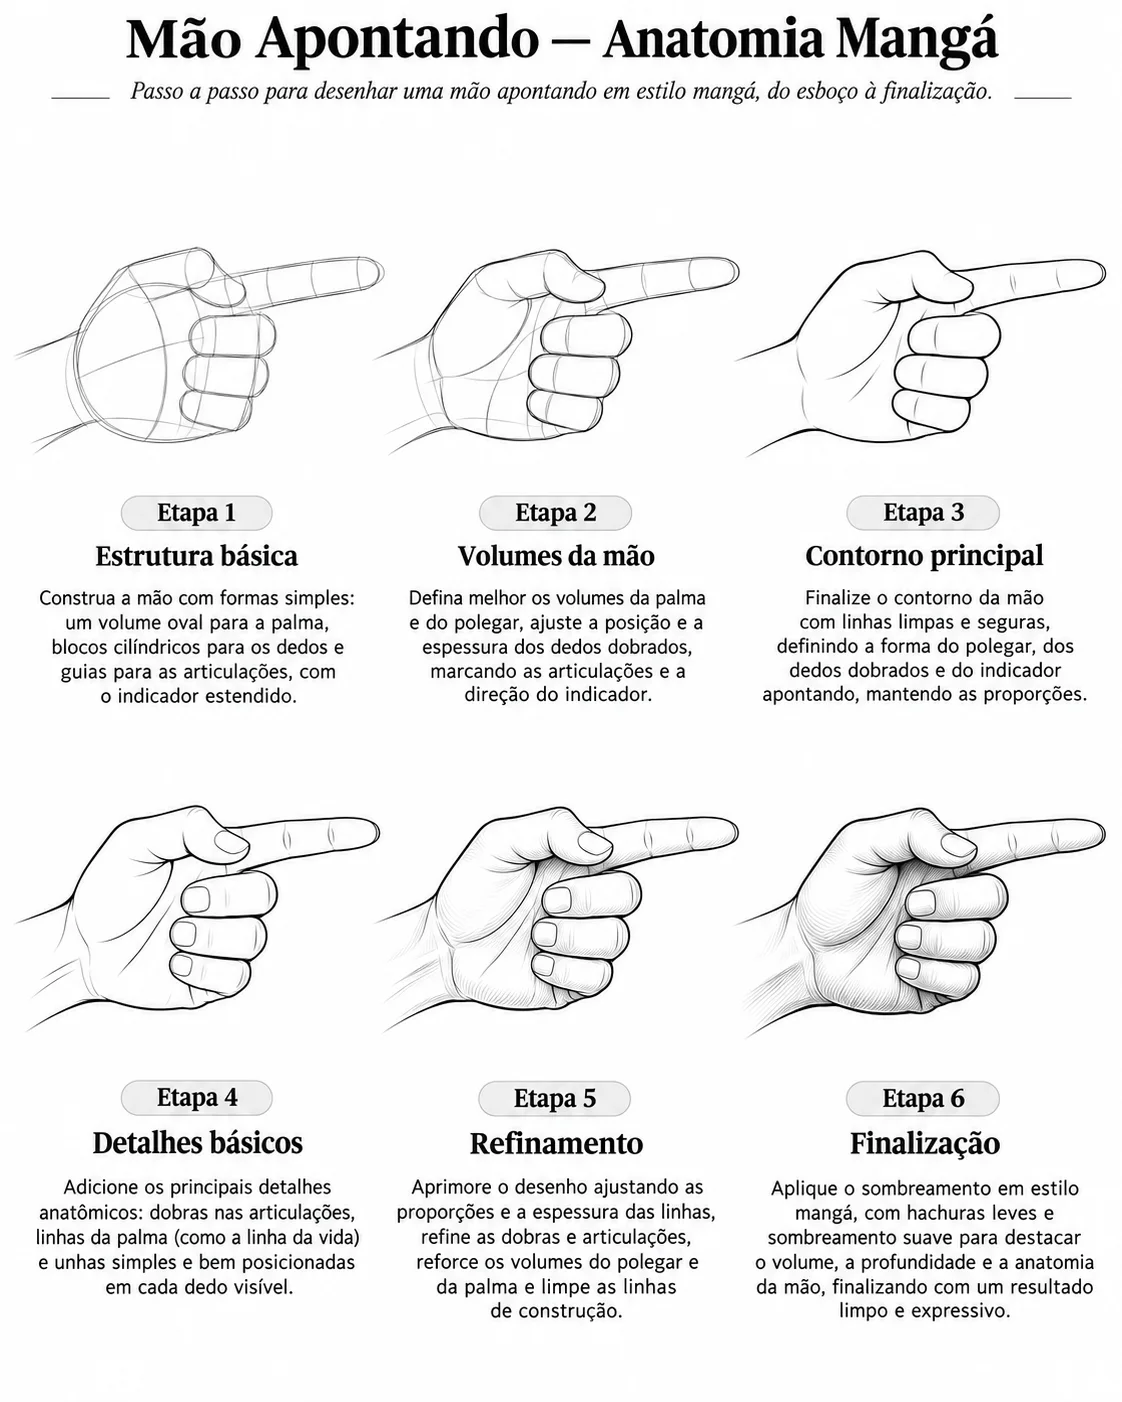 Mão Apontando — Anatomia Mangá
Passo a passo para desenhar uma mão apontando em estilo mangá, do esboço à finalização.
Etapa 1
Estrutura básica
Construa a mão com formas simples:
um volume oval para a palma,
blocos cilíndricos para os dedos e
guias para as articulações, com
o indicador estendido.
Etapa 2
Volumes da mão
Defina melhor os volumes da palma
e do polegar, ajuste a posição e a
espessura dos dedos dobrados,
marcando as articulações e a
direção do indicador.
Etapa 3
Contorno principal
Finalize o contorno da mão
com linhas limpas e seguras,
definindo a forma do polegar, dos
dedos dobrados e do indicador
apontando, mantendo as proporções.
Etapa 4
Detalhes básicos
Adicione os principais detalhes
anatômicos: dobras nas articulações,
linhas da palma (como a linha da vida)
e unhas simples e bem posicionadas
em cada dedo visível.
Etapa 5
Refinamento
Aprimore o desenho ajustando as
proporções e a espessura das linhas,
refine as dobras e articulações,
reforce os volumes do polegar e
da palma e limpe as linhas
de construção.
Etapa 6
Finalização
Aplique o sombreamento em estilo
mangá, com hachuras leves e
sombreamento suave para destacar
o volume, a profundidade e a anatomia
da mão, finalizando com um resultado
limpo e expressivo.